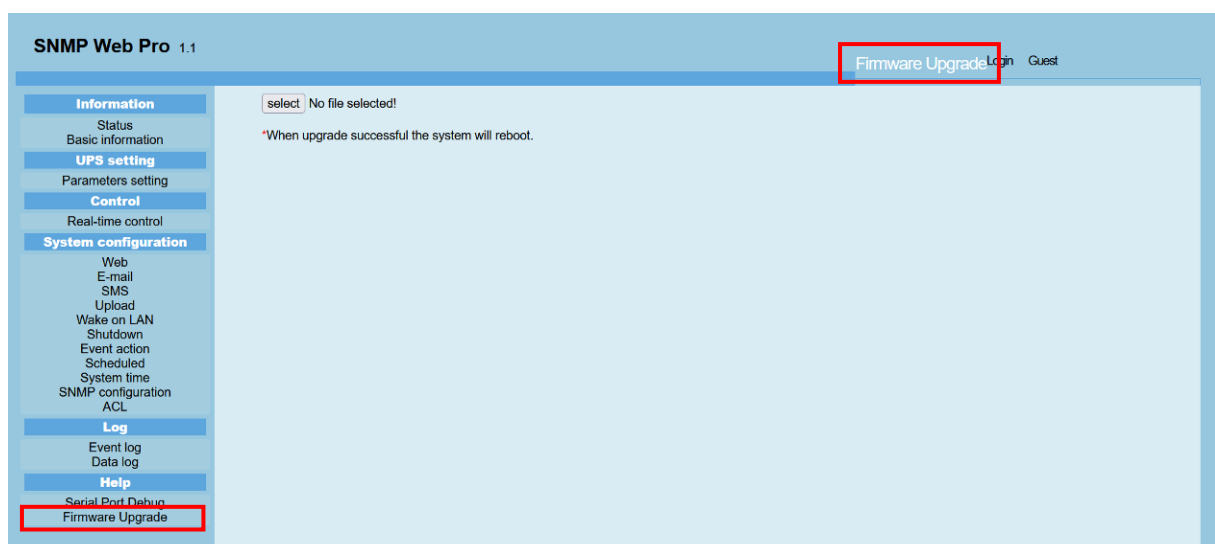 SNMP Web Pro 1.1
Firmware Upgrade Login Guest
Information
Status
Basic information
UPS setting
Parameters setting
Control
Real-time control
System configuration
Web
E-mail
SMS
Upload
Wake on LAN
Shutdown
Event action
Scheduled
System time
SNMP configuration
ACL
Log
Event log
Data log
Help
Serial Port Debug
Firmware Upgrade
select No file selected!
*When upgrade successful the system will reboot.